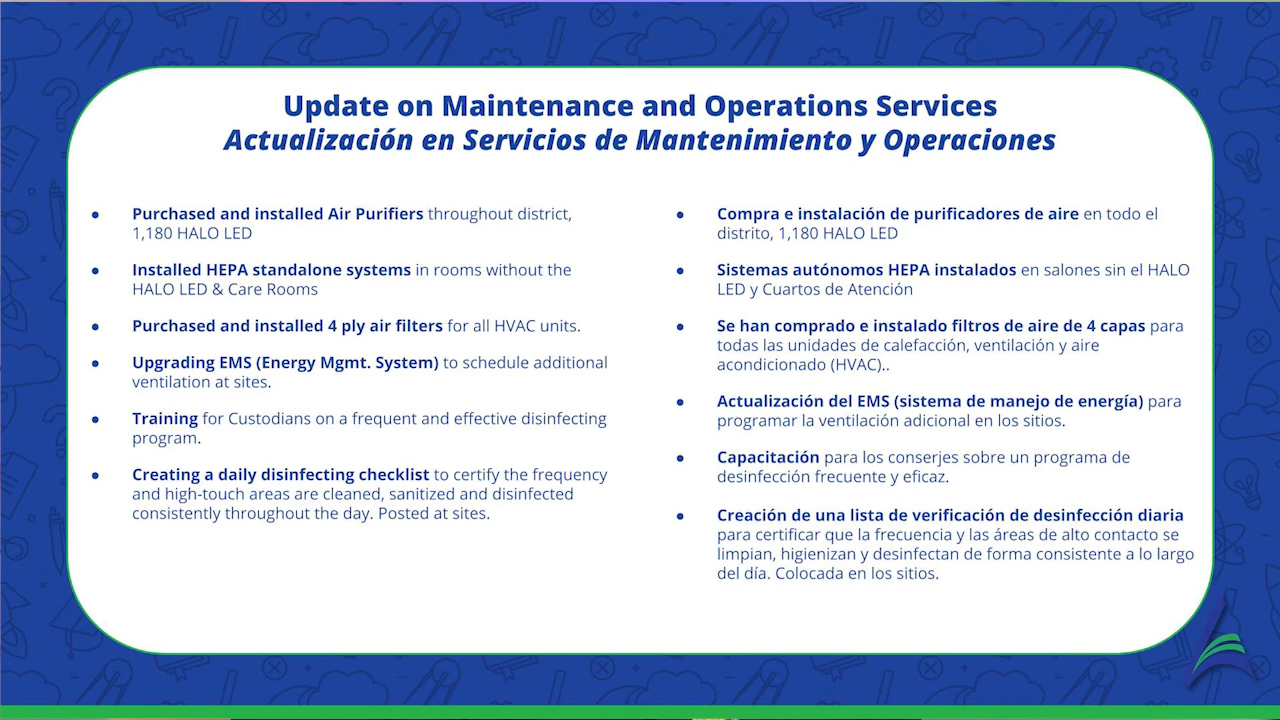 Update on Maintenance and Operations Services
Actualización en Servicios de Mantenimiento y Operaciones
● Purchased and installed Air Purifiers throughout district,
1,180 HALO LED
● Installed HEPA standalone systems in rooms without the
HALO LED & Care Rooms
● Purchased and installed 4 ply air filters for all HVAC units.
● Upgrading EMS (Energy Mgmt. System) to schedule additional
ventilation at sites.
● Training for Custodians on a frequent and effective disinfecting
program.
● Creating a daily disinfecting checklist to certify the frequency
and high-touch areas are cleaned, sanitized and disinfected
consistently throughout the day. Posted at sites.
● Compra e instalación de purificadores de aire en todo el
distrito, 1,180 HALO LED
● Sistemas autónomos HEPA instalados en salones sin el HALO
LED y Cuartos de Atención
● Se han comprado e instalado filtros de aire de 4 capas para
todas las unidades de calefacción, ventilación y aire
acondicionado (HVAC)..
● Actualización del EMS (sistema de manejo de energía) para
programar la ventilación adicional en los sitios.
● Capacitación para los conserjes sobre un programa de
desinfección frecuente y eficaz.
● Creación de una lista de verificación de desinfección diaria
para certificar que la frecuencia y las áreas de alto contacto se
limpian, higienizan y desinfectan de forma consistente a lo largo
del día. Colocada en los sitios.